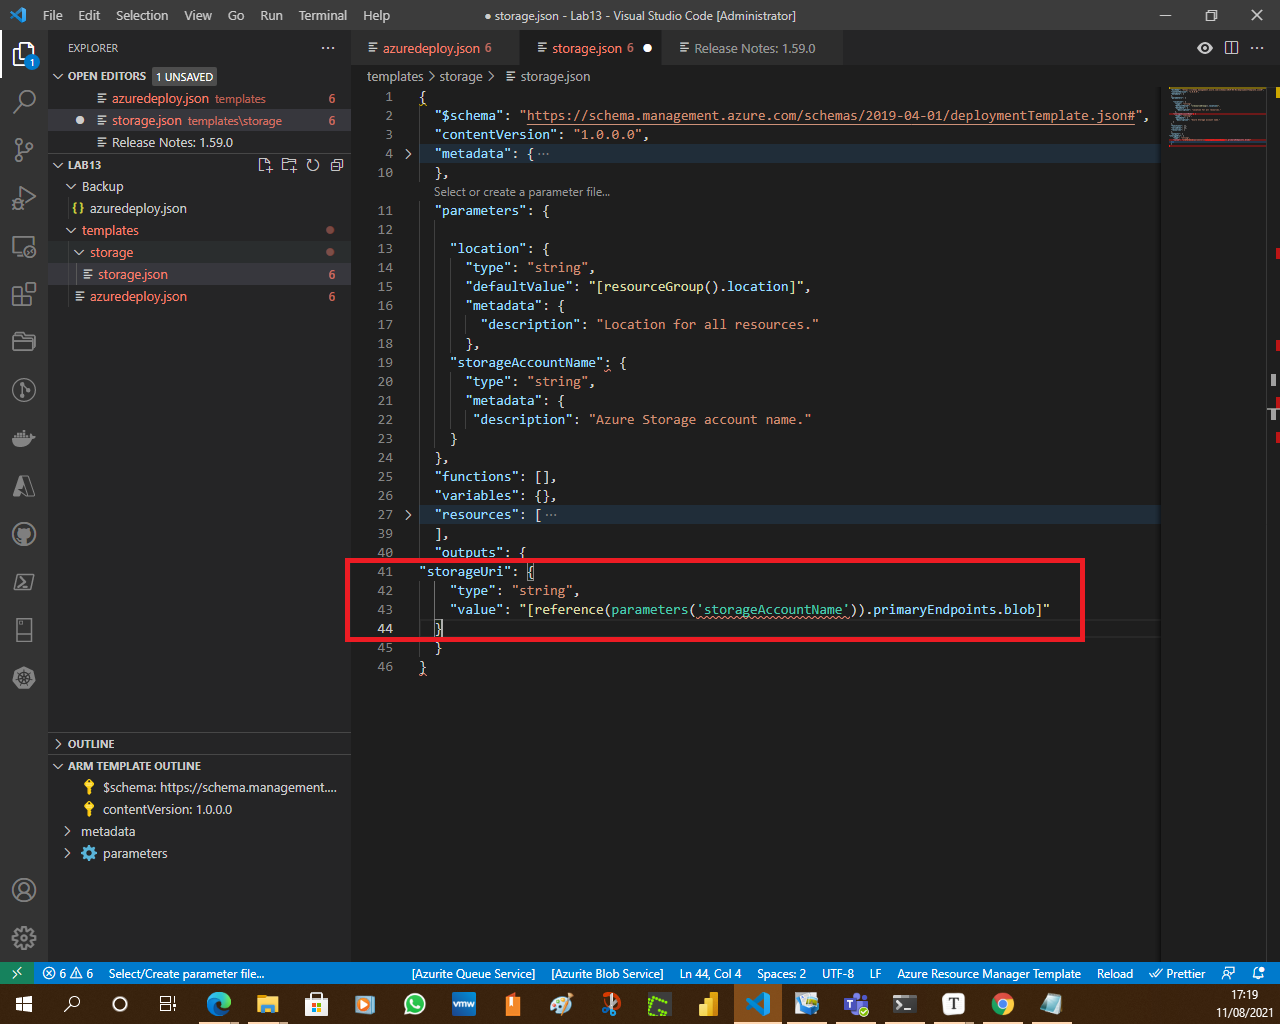 File Edit Selection View Go Run Terminal Help
● storage.json - Lab13 - Visual Studio Code [Administrator]
EXPLORER
OPEN EDITORS 1 UNSAVED
azuredeploy.json templates 6
storage.json templates\storage 6
Release Notes: 1.59.0
LAB13
Backup
azuredeploy.json
templates
storage
storage.json 6
azuredeploy.json 6
OUTLINE
ARM TEMPLATE OUTLINE
$schema: https://schema.management....
contentVersion: 1.0.0.0
metadata
parameters
azuredeploy.json 6 storage.json 6 Release Notes: 1.59.0
templates > storage > storage.json
1 {
2 "$schema": "https://schema.management.azure.com/schemas/2019-04-01/deploymentTemplate.json#",
3 "contentVersion": "1.0.0.0",
4 "metadata": { ...
10 },
Select or create a parameter file...
11 "parameters": {
12
13 "location": {
14 "type": "string",
15 "defaultValue": "[resourceGroup().location]",
16 "metadata": {
17 "description": "Location for all resources."
18 },
19 "storageAccountName": {
20 "type": "string",
21 "metadata": {
22 "description": "Azure Storage account name."
23 }
24 },
25 "functions": [],
26 "variables": {},
27 "resources": [ ...
39 ],
40 "outputs": {
41 "storageUri": {
42 "type": "string",
43 "value": "[reference(parameters('storageAccountName')).primaryEndpoints.blob]"
44 }
45 }
46 }
1
6 6 Select/Create parameter file... [Azurite Queue Service] [Azurite Blob Service] Ln 44, Col 4 Spaces: 2 UTF-8 LF Azure Resource Manager Template Reload Prettier
vmw
T
17:19
11/08/2021